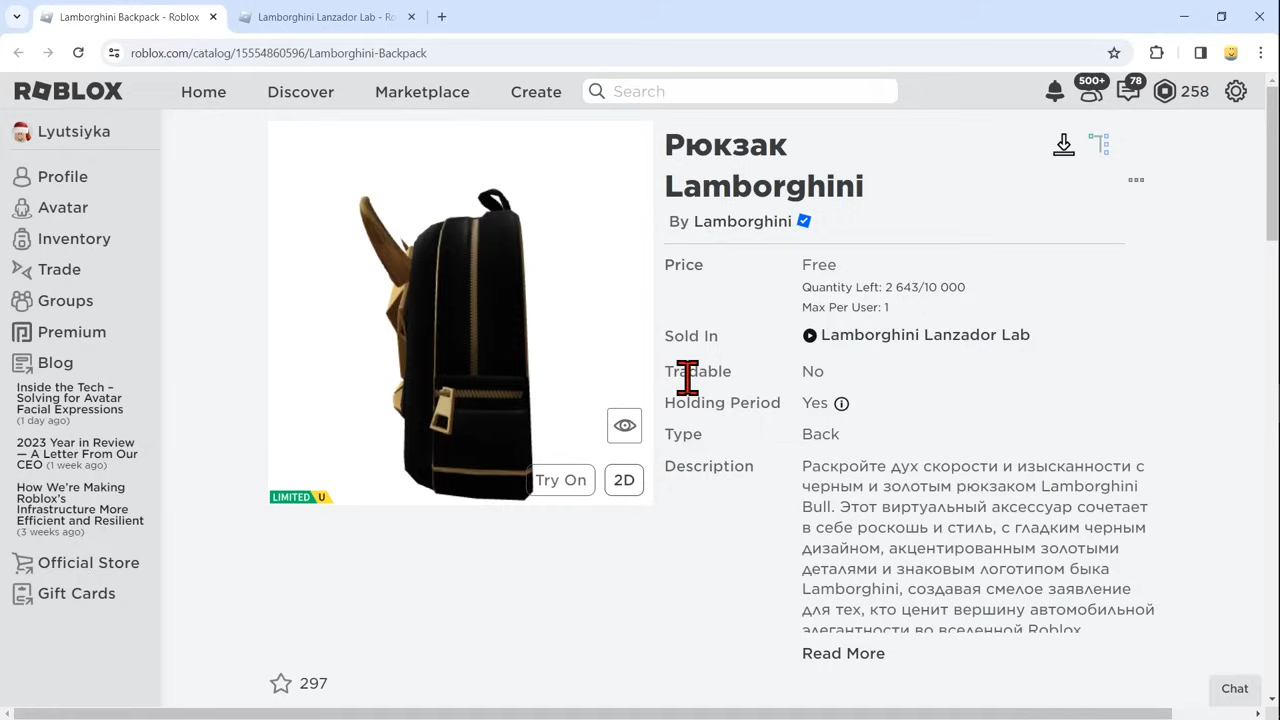 Lamborghini Backpack - Roblox
Lamborghini Lanzador Lab - Ro
roblox.com/catalog/15554860596/Lamborghini-Backpack
ROBLOX
Home
Discover
Marketplace
Create
Search
500+
78
258
Lyutsiyka
Profile
Avatar
Inventory
Trade
Groups
Premium
Blog
Inside the Tech –
Solving for Avatar
Facial Expressions
(1 day ago)
2023 Year in Review
— A Letter From Our
CEO (1 week ago)
How We're Making
Roblox's
Infrastructure More
Efficient and Resilient
(3 weeks ago)
Official Store
Gift Cards
Try On
2D
LIMITED U
297
Рюкзак
Lamborghini
By Lamborghini
Price Free
Quantity Left: 2 643/10 000
Max Per User: 1
Sold In Lamborghini Lanzador Lab
Tradable No
Holding Period Yes
Type Back
Description Раскройте дух скорости и изысканности с
черным и золотым рюкзаком Lamborghini
Bull. Этот виртуальный аксессуар сочетает
в себе роскошь и стиль, с гладким черным
дизайном, акцентированным золотыми
деталями и знаковым логотипом быка
Lamborghini, создавая смелое заявление
для тех, кто ценит вершину автомобильной
элегантности во вселенной Roblox
Read More
Chat